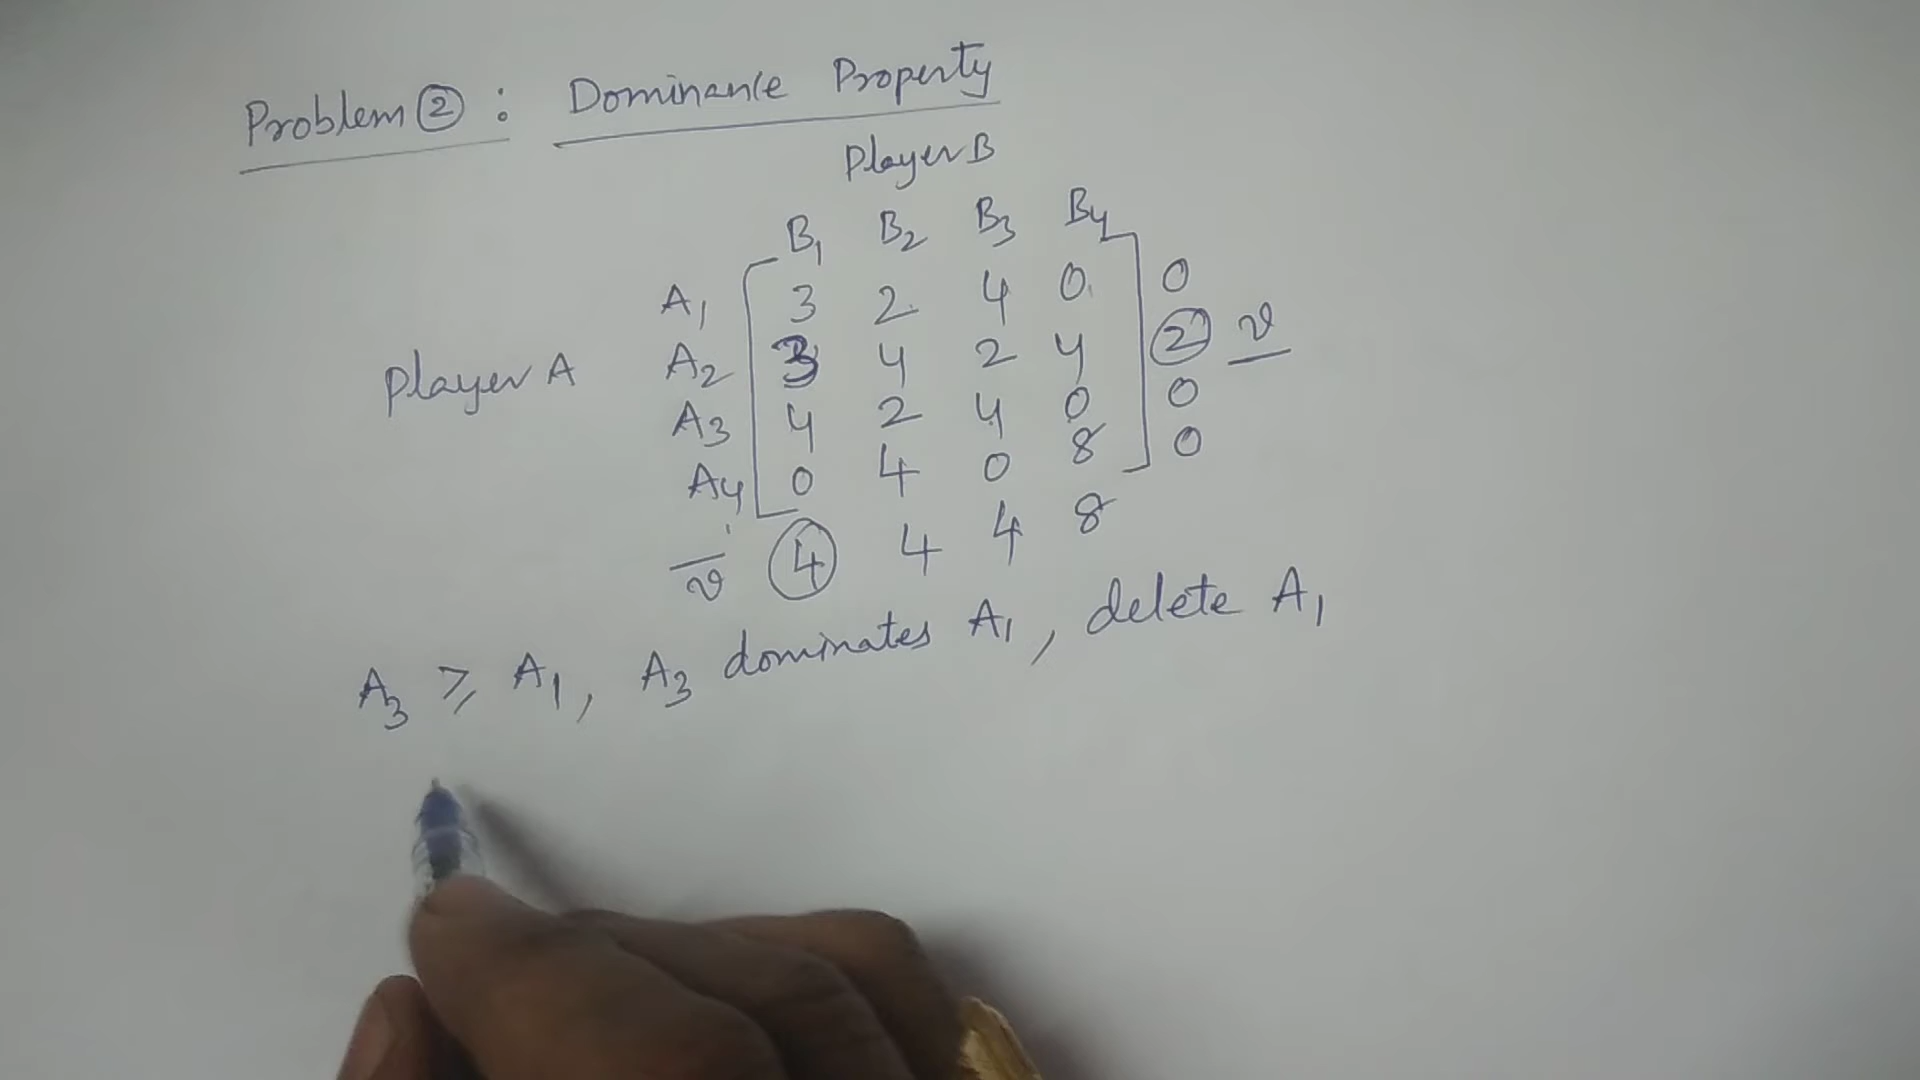 Problem ② : Dominance Property
Player B
B₁ B₂ B₃ B₄
A₁ 3 2 4 0 0
Player A A₂ 3 4 2 4 ② v
A₃ 4 2 4 0 0
A₄ 0 4 0 8 0
v ④ 4 4 8
A₃ ≥ A₁, A₃ dominates A₁, delete A₁